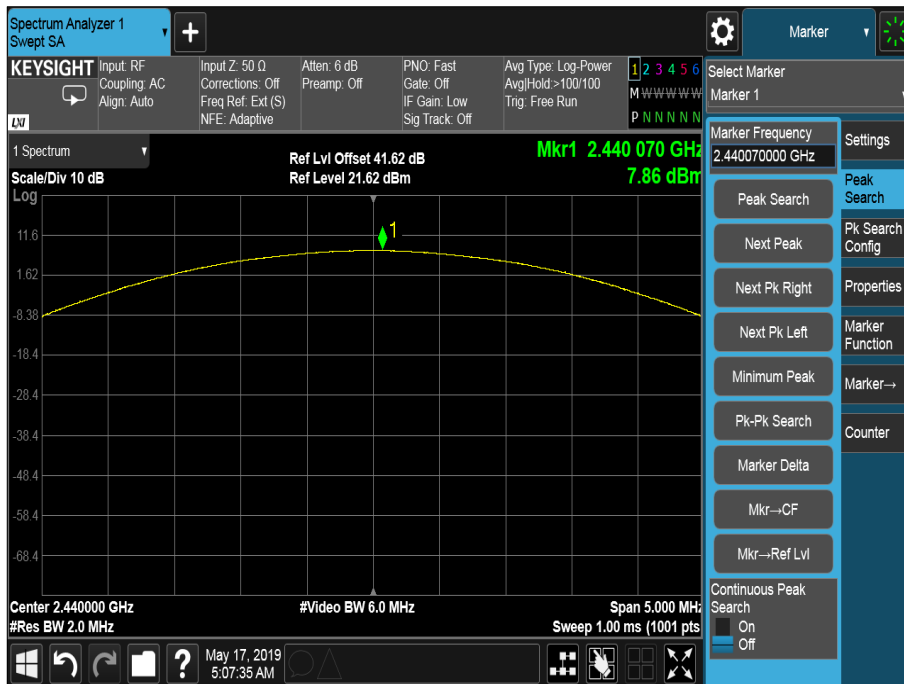 Spectrum Analyzer 1
Swept SA
Marker
KEYSIGHT
LXI
Input: RF
Coupling: AC
Align: Auto
Input Z: 50 Ω
Corrections: Off
Freq Ref: Ext (S)
NFE: Adaptive
Atten: 6 dB
Preamp: Off
PNO: Fast
Gate: Off
IF Gain: Low
Sig Track: Off
Avg Type: Log-Power
Avg|Hold:>100/100
Trig: Free Run
1 2 3 4 5 6
M W W W W W
P N N N N N
Select Marker
Marker 1
1 Spectrum
Scale/Div 10 dB
Ref Lvl Offset 41.62 dB
Ref Level 21.62 dBm
Mkr1 2.440 070 GHz
7.86 dBm
Log
11.6
1.62
-8.38
-18.4
-28.4
-38.4
-48.4
-58.4
-68.4
1
Center 2.440000 GHz
#Res BW 2.0 MHz
#Video BW 6.0 MHz
Span 5.000 MHz
Sweep 1.00 ms (1001 pts
Marker Frequency
2.440070000 GHz
Peak Search
Next Peak
Next Pk Right
Next Pk Left
Minimum Peak
Pk-Pk Search
Marker Delta
Mkr→CF
Mkr→Ref Lvl
Continuous Peak
Search
On
Off
Settings
Peak
Search
Pk Search
Config
Properties
Marker
Function
Marker→
Counter
?
May 17, 2019
5:07:35 AM